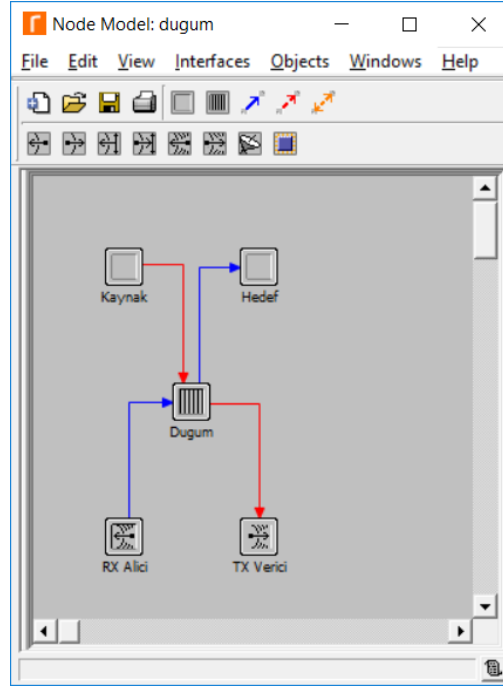 Node Model: dugum
File Edit View Interfaces Objects Windows Help
Kaynak Hedef
Dugum
RX Alici TX Verici